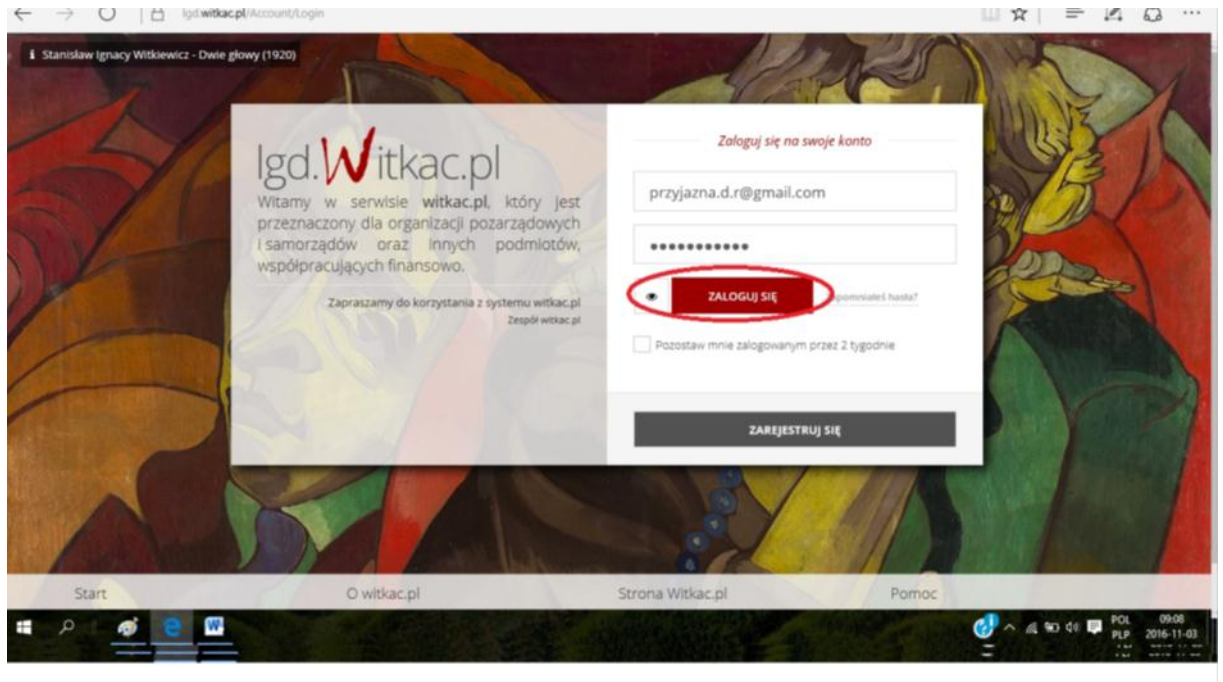 lgd.witkac.pl/Account/Login
i Stanisław Ignacy Witkiewicz - Dwie głowy (1920)
lgd.Witkac.pl
Witamy w serwisie witkac.pl, który jest
przeznaczony dla organizacji pozarządowych
i samorządów oraz innych podmiotów,
współpracujących finansowo.
Zapraszamy do korzystania z systemu witkac.pl
Zespół witkac.pl
Zaloguj się na swoje konto
przyjazna.d.r@gmail.com
ZALOGUJ SIĘ
hasła?
Pozostaw mnie zalogowanym przez 2 tygodnie
ZAREJESTRUJ SIĘ
Start O witkac.pl Strona Witkac.pl Pomoc
POL 09:08
PLP 2016-11-03